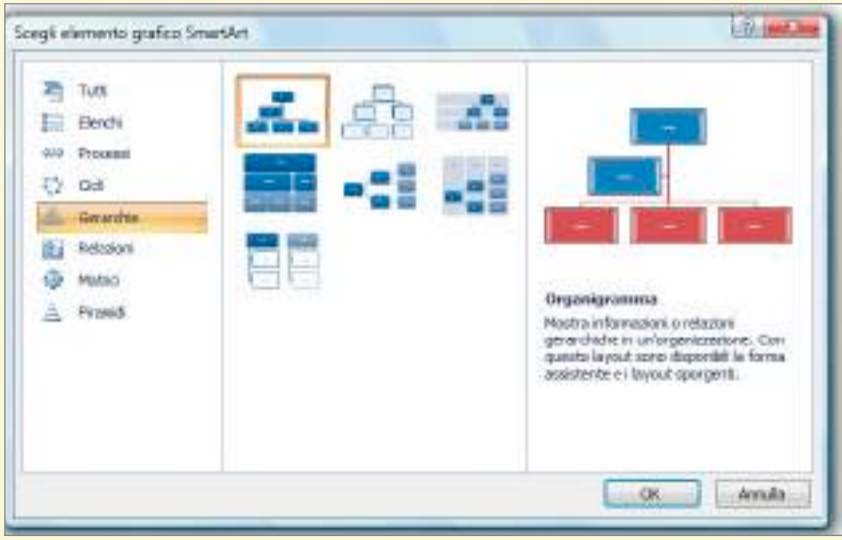 Scegli elemento grafico SmartArt
Tutti
Elenchi
Processi
Cicli
Gerarchie
Relazioni
Matrici
Piramidi
Organigramma
Mostra informazioni o relazioni
gerarchiche in un'organizzazione. Con
questo layout sono disponibili la forma
assistente e i layout sporgenti.
OK
Annulla